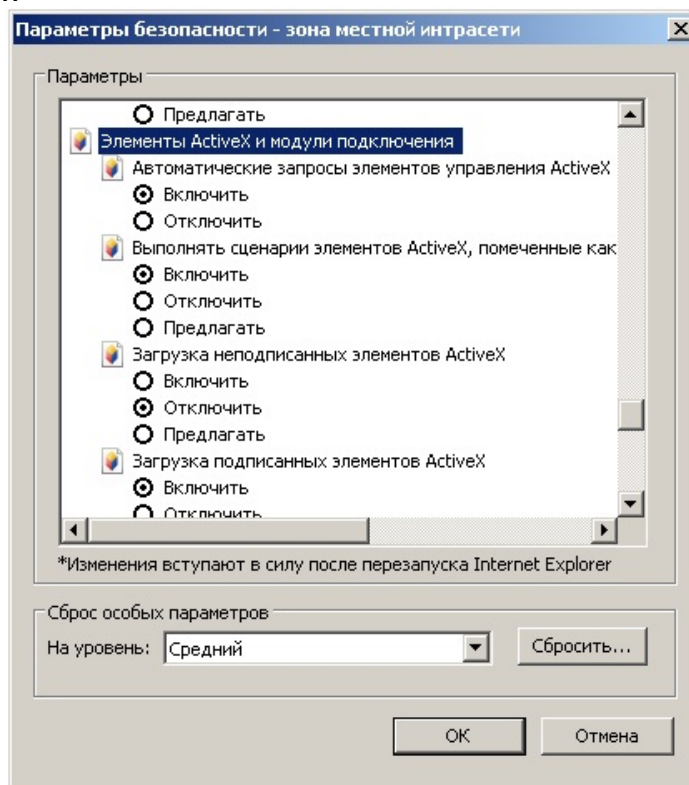 Параметры безопасности - зона местной интрасети
Параметры
Предлагать
Элементы ActiveX и модули подключения
Автоматические запросы элементов управления ActiveX
Включить
Отключить
Выполнять сценарии элементов ActiveX, помеченные как
Включить
Отключить
Предлагать
Загрузка неподписанных элементов ActiveX
Включить
Отключить
Предлагать
Загрузка подписанных элементов ActiveX
Включить
Отключить
*Изменения вступают в силу после перезапуска Internet Explorer
Сброс особых параметров
На уровень: Средний Сбросить...
OK Отмена